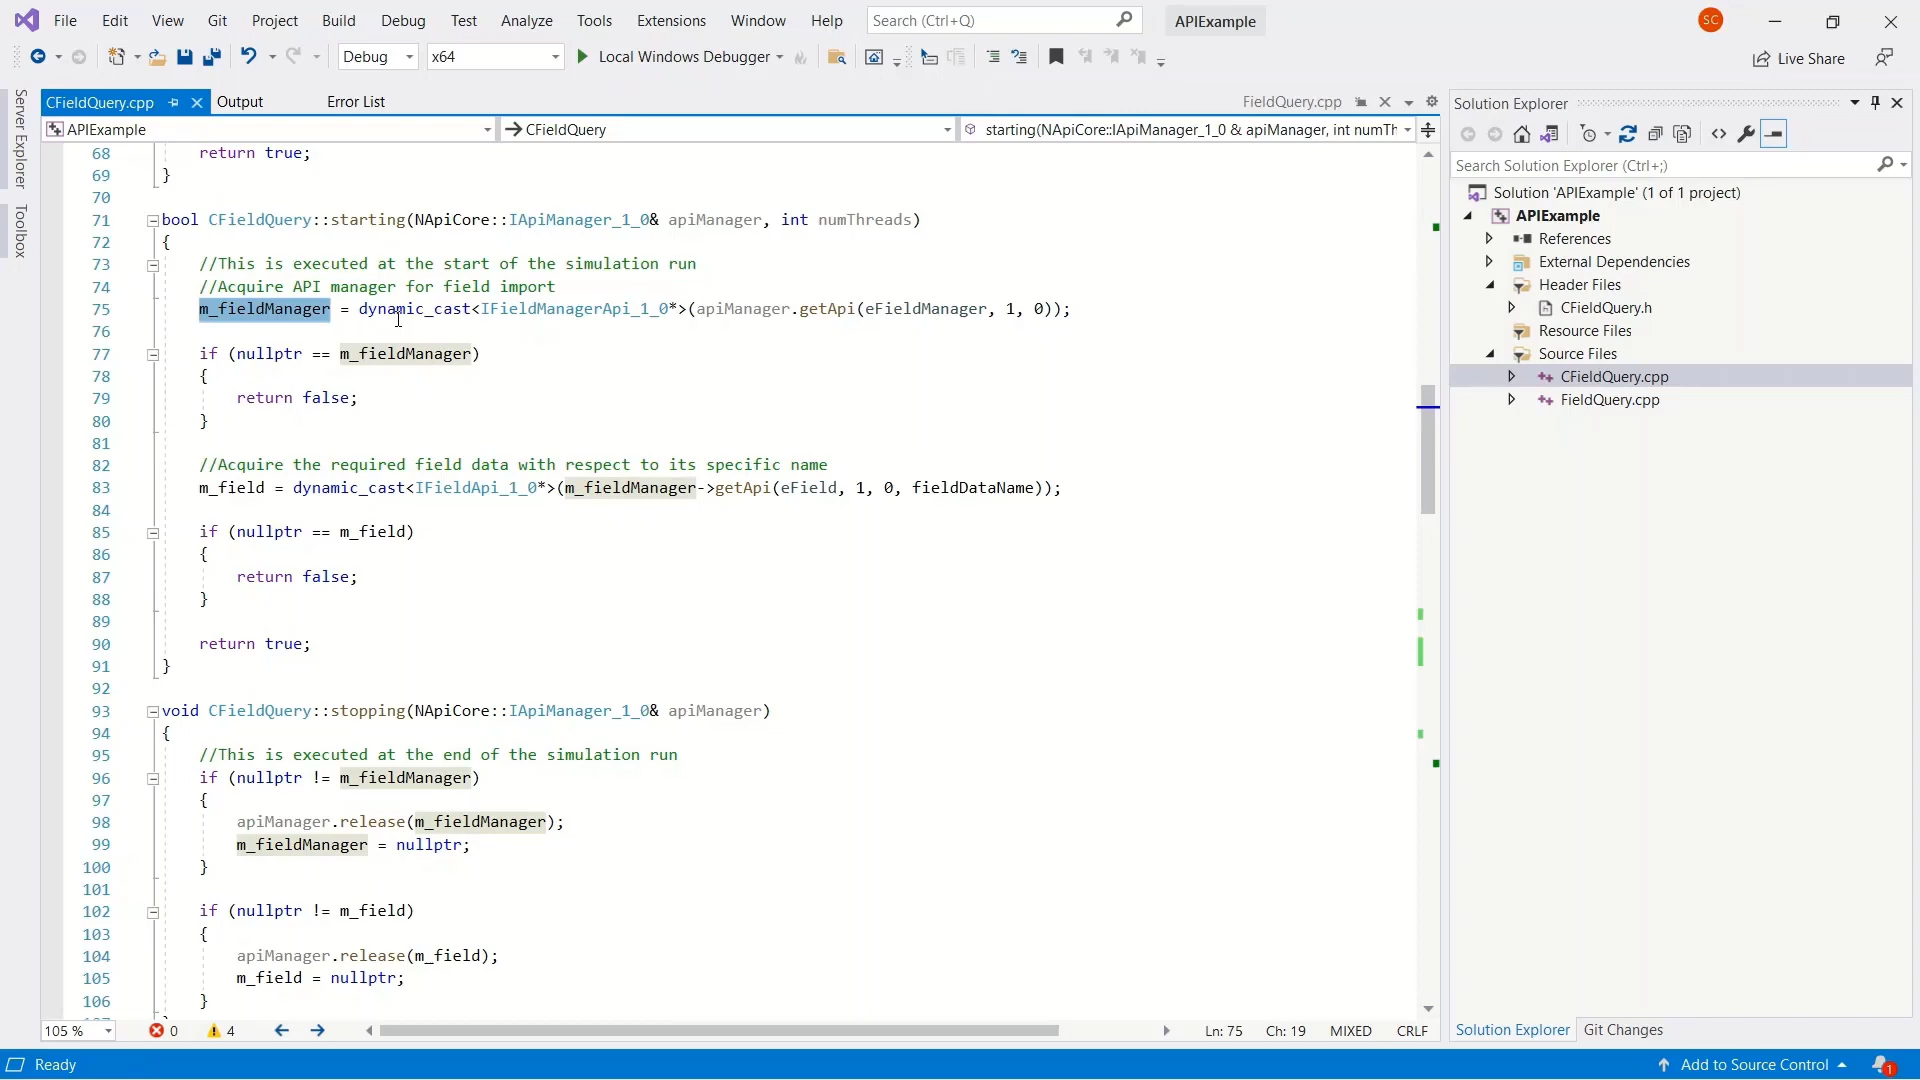 File Edit View Git Project Build Debug Test Analyze Tools Extensions Window Help Search (Ctrl+Q) APIExample SC
Debug x64 Local Windows Debugger Live Share
Server Explorer
Toolbox
CFieldQuery.cpp Output Error List FieldQuery.cpp
APIExample CFieldQuery starting(NApiCore::IApiManager_1_0 & apiManager, int numTh
68 return true;
69 }
70
71 bool CFieldQuery::starting(NApiCore::IApiManager_1_0& apiManager, int numThreads)
72 {
73 //This is executed at the start of the simulation run
74 //Acquire API manager for field import
75 m_fieldManager = dynamic_cast<IFieldManagerApi_1_0*>(apiManager.getApi(eFieldManager, 1, 0));
76
77 if (nullptr == m_fieldManager)
78 {
79 return false;
80 }
81
82 //Acquire the required field data with respect to its specific name
83 m_field = dynamic_cast<IFieldApi_1_0*>(m_fieldManager->getApi(eField, 1, 0, fieldDataName));
84
85 if (nullptr == m_field)
86 {
87 return false;
88 }
89
90 return true;
91 }
92
93 void CFieldQuery::stopping(NApiCore::IApiManager_1_0& apiManager)
94 {
95 //This is executed at the end of the simulation run
96 if (nullptr != m_fieldManager)
97 {
98 apiManager.release(m_fieldManager);
99 m_fieldManager = nullptr;
100 }
101
102 if (nullptr != m_field)
103 {
104 apiManager.release(m_field);
105 m_field = nullptr;
106 }
105 % 0 4 Ln: 75 Ch: 19 MIXED CRLF
Solution Explorer
Search Solution Explorer (Ctrl+;)
Solution 'APIExample' (1 of 1 project)
APIExample
References
External Dependencies
Header Files
CFieldQuery.h
Resource Files
Source Files
CFieldQuery.cpp
FieldQuery.cpp
Solution Explorer Git Changes
Ready Add to Source Control 1